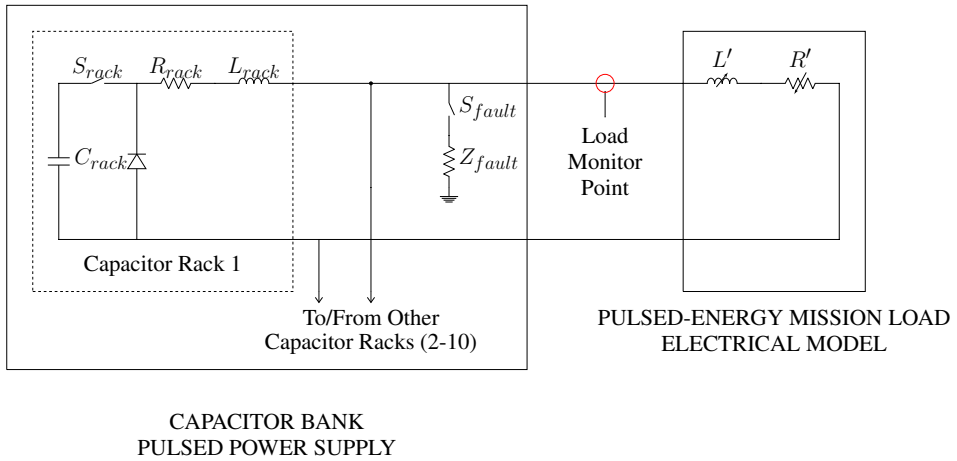 S_rack R_rack L_rack
C_rack
Capacitor Rack 1
S_fault
Z_fault
Load
Monitor
Point
L′ R′
To/From Other
Capacitor Racks (2-10)
PULSED-ENERGY MISSION LOAD
ELECTRICAL MODEL
CAPACITOR BANK
PULSED POWER SUPPLY